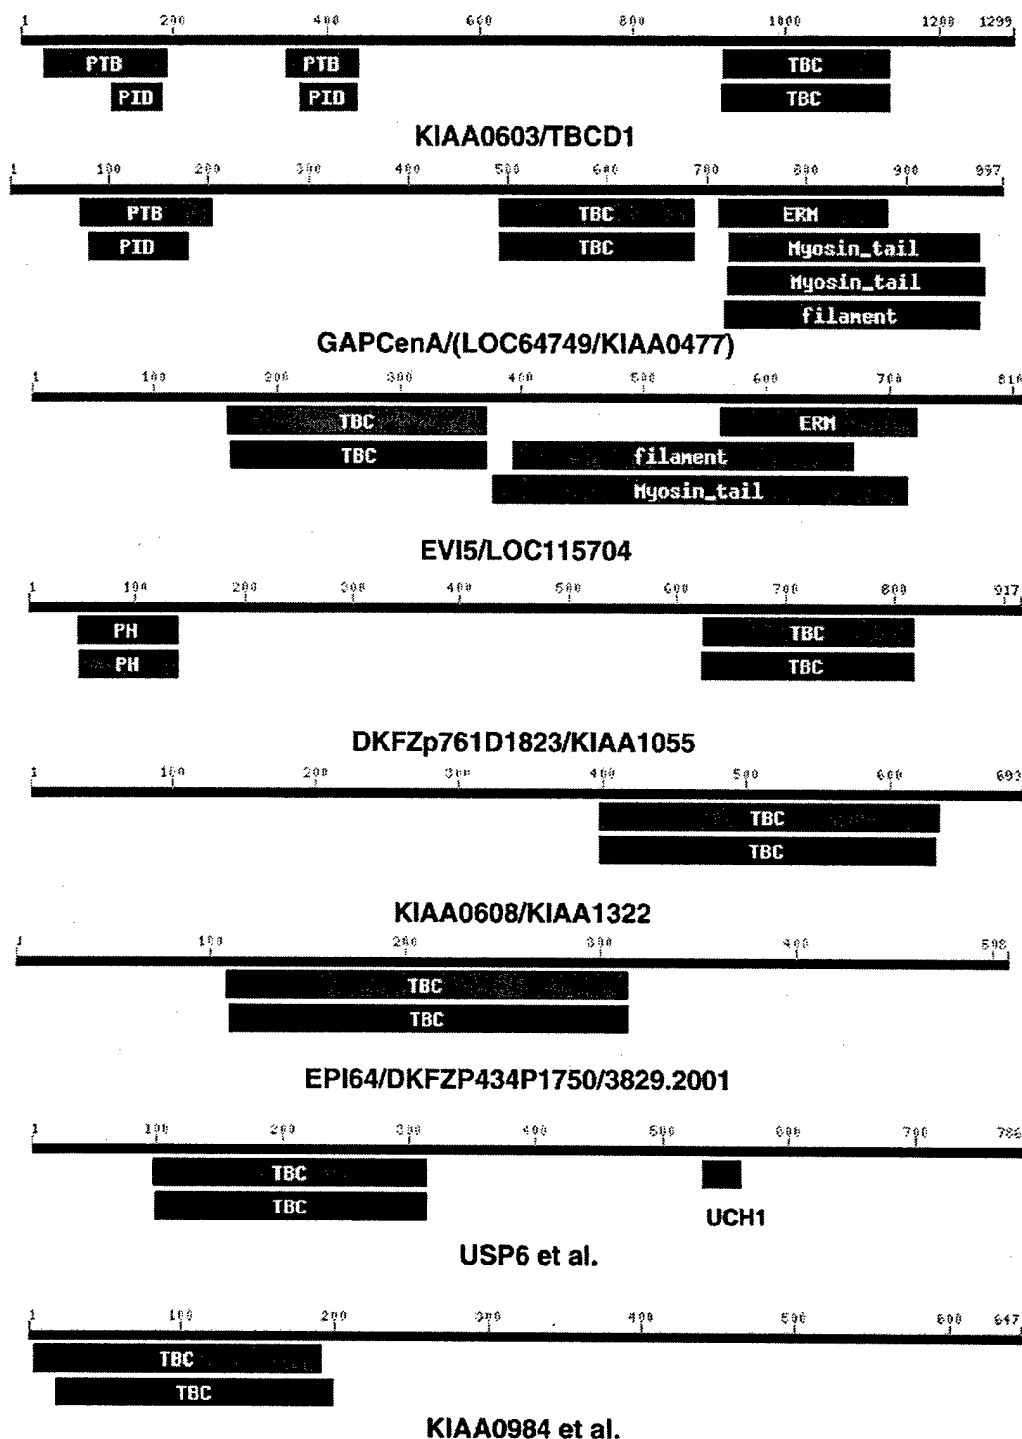 1 200 400 600 800 1000 1200 1299
PTB PTB TBC
PID PID TBC
KIAA0603/TBCD1
1 100 200 300 400 500 600 700 800 900 997
PTB TBC ERM
PID TBC Myosin_tail
Myosin_tail
filament
GAPCenA/(LOC64749/KIAA0477)
1 100 200 300 400 500 600 700 810
TBC ERM
TBC filament
Myosin_tail
EVI5/LOC115704
1 100 200 300 400 500 600 700 800 917
PH TBC
PH TBC
DKFZp761D1823/KIAA1055
1 100 200 300 400 500 600 693
TBC
TBC
KIAA0608/KIAA1322
1 100 200 300 400 508
TBC
TBC
EPI64/DKFZP434P1750/3829.2001
1 100 200 300 400 500 600 700 786
TBC
TBC
UCH1
USP6 et al.
1 100 200 300 400 500 600 647
TBC
TBC
KIAA0984 et al.